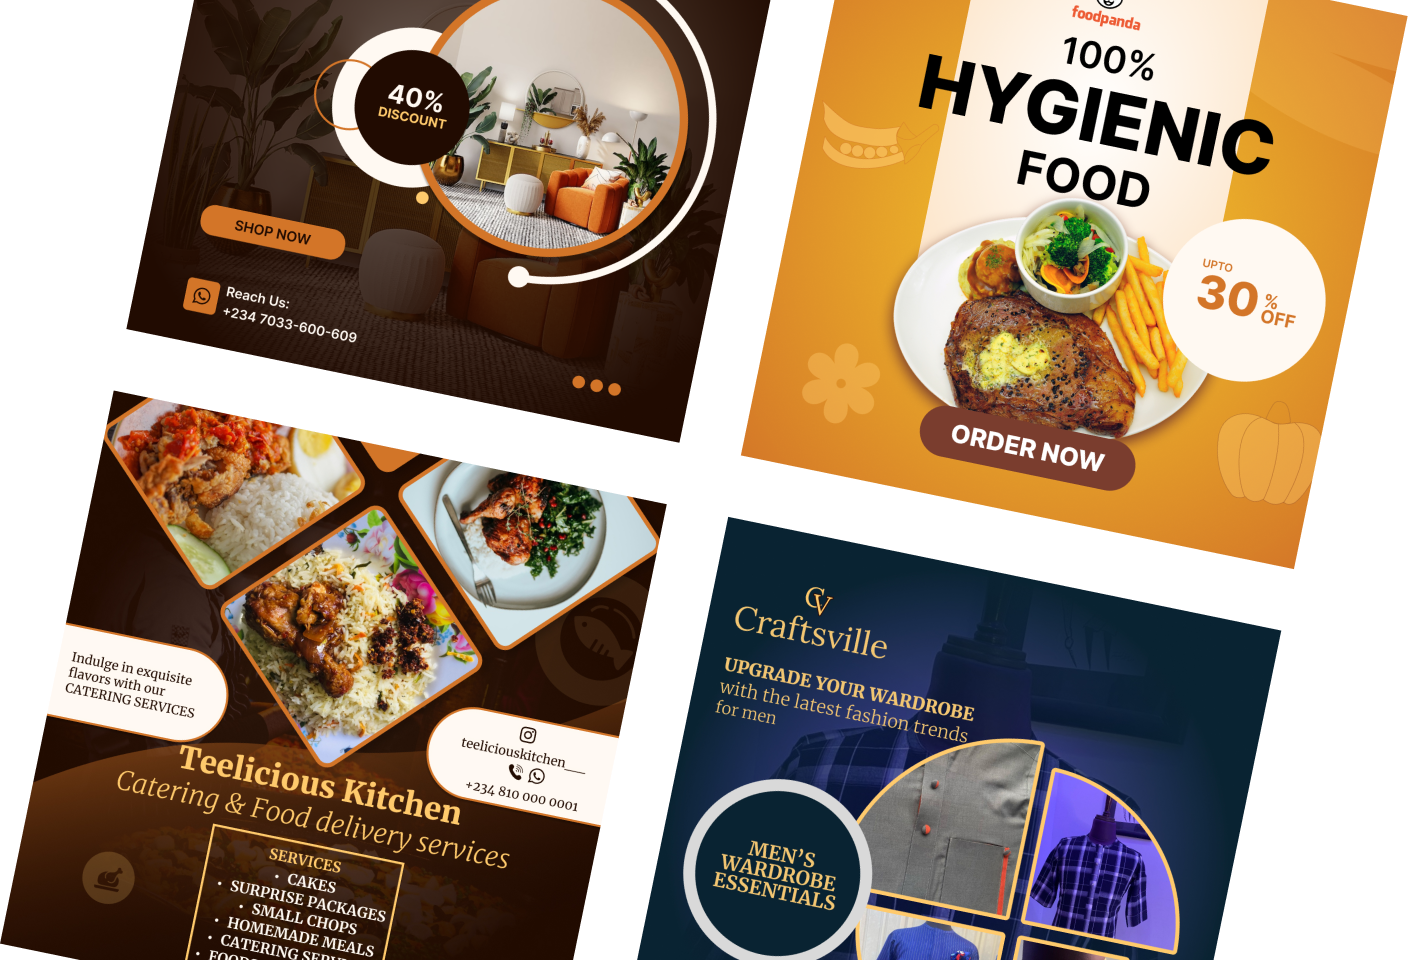 40%
DISCOUNT
SHOP NOW
Reach Us:
+234 7033-600-609
foodpanda
100%
HYGIENIC
FOOD
UPTO
30%
OFF
ORDER NOW
Indulge in exquisite
flavors with our
CATERING SERVICES
teeliciouskitchen__
+234 810 000 0001
Teelicious Kitchen
Catering & Food delivery services
SERVICES
• CAKES
• SURPRISE PACKAGES
• SMALL CHOPS
• HOMEMADE MEALS
• CATERING
CV
Craftsville
UPGRADE YOUR WARDROBE
with the latest fashion trends
for men
MEN'S
WARDROBE
ESSENTIALS